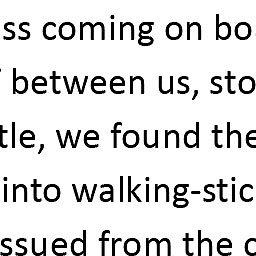 ss coming on bo
between us, sto
tle, we found the
into walking-stic
ssued from the